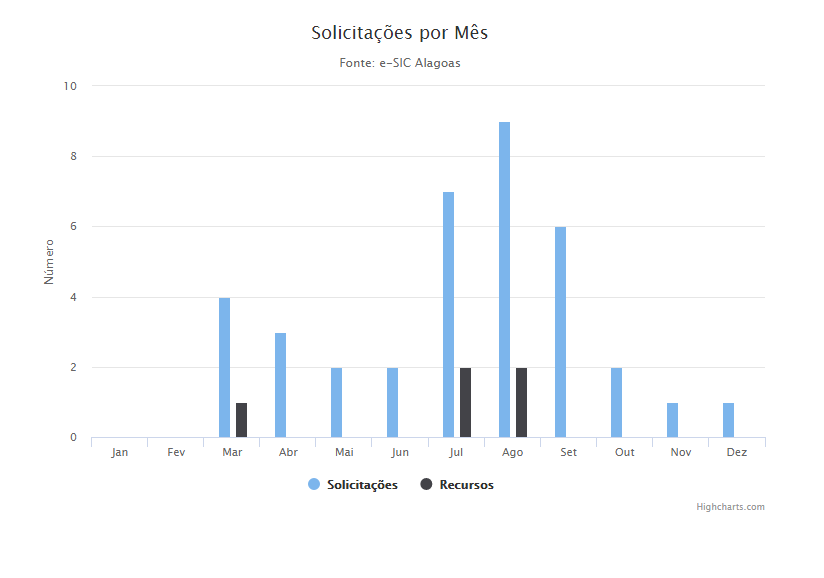 Solicitações por Mês
Fonte: e-SIC Alagoas
Número
10
8
6
4
2
0
Jan Fev Mar Abr Mai Jun Jul Ago Set Out Nov Dez
Solicitações Recursos
Highcharts.com